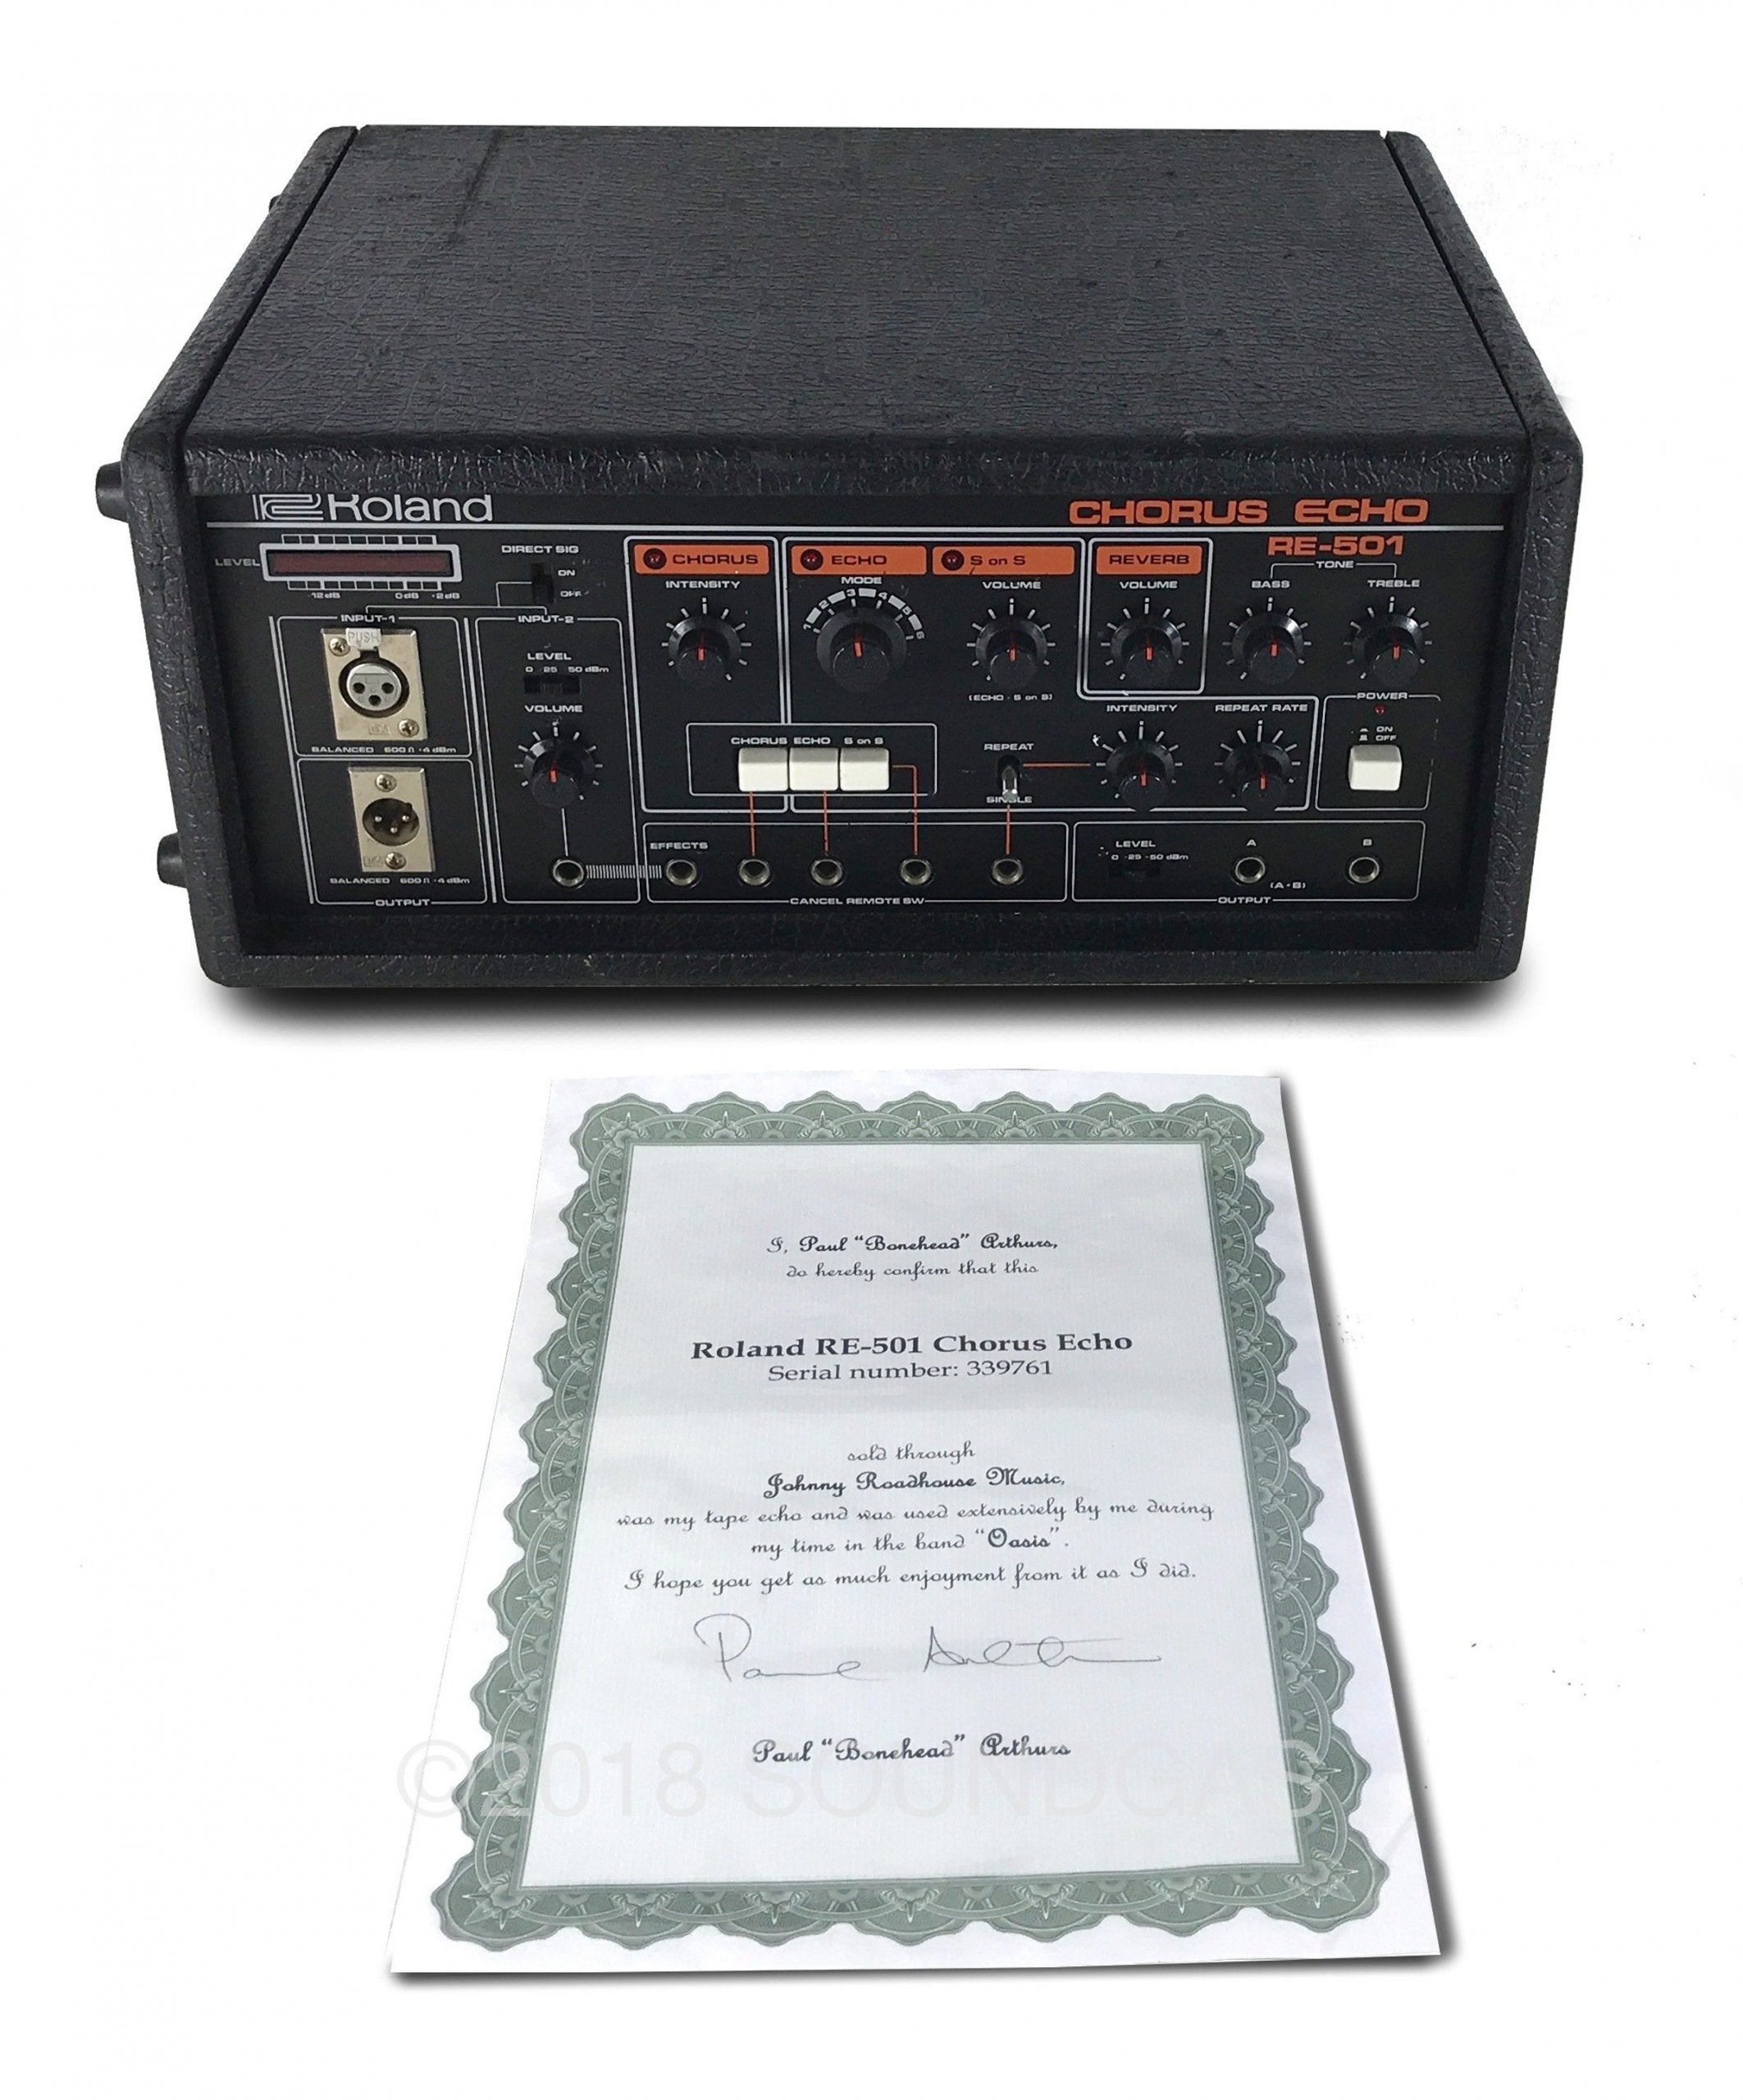 Roland
CHORUS ECHO
RE-501
LEVEL
-12dB 0dB +2dB
DIRECT SIG
ON
OFF
CHORUS
INTENSITY
ECHO
MODE
1 2 3 4 5 6
S on S
VOLUME
(ECHO · S on S)
REVERB
VOLUME
TONE
BASS TREBLE
INPUT-1
PUSH
BALANCED 600Ω +4dBm
INPUT-2
LEVEL
0 -25 -50 dBm
VOLUME
CHORUS ECHO S on S
REPEAT
SINGLE
INTENSITY
REPEAT RATE
POWER
ON
OFF
BALANCED 600Ω +4dBm
OUTPUT
EFFECTS
CANCEL REMOTE SW
LEVEL
0 -25 -50 dBm
A
(A+B)
B
OUTPUT
I, Paul “Bonehead” Arthurs,
do hereby confirm that this
Roland RE-501 Chorus Echo
Serial number: 339761
sold through
Johnny Roadhouse Music,
was my tape echo and was used extensively by me during
my time in the band “Oasis”.
I hope you get as much enjoyment from it as I did.
Paul “Bonehead” Arthurs
©2018 SOUNDGAS